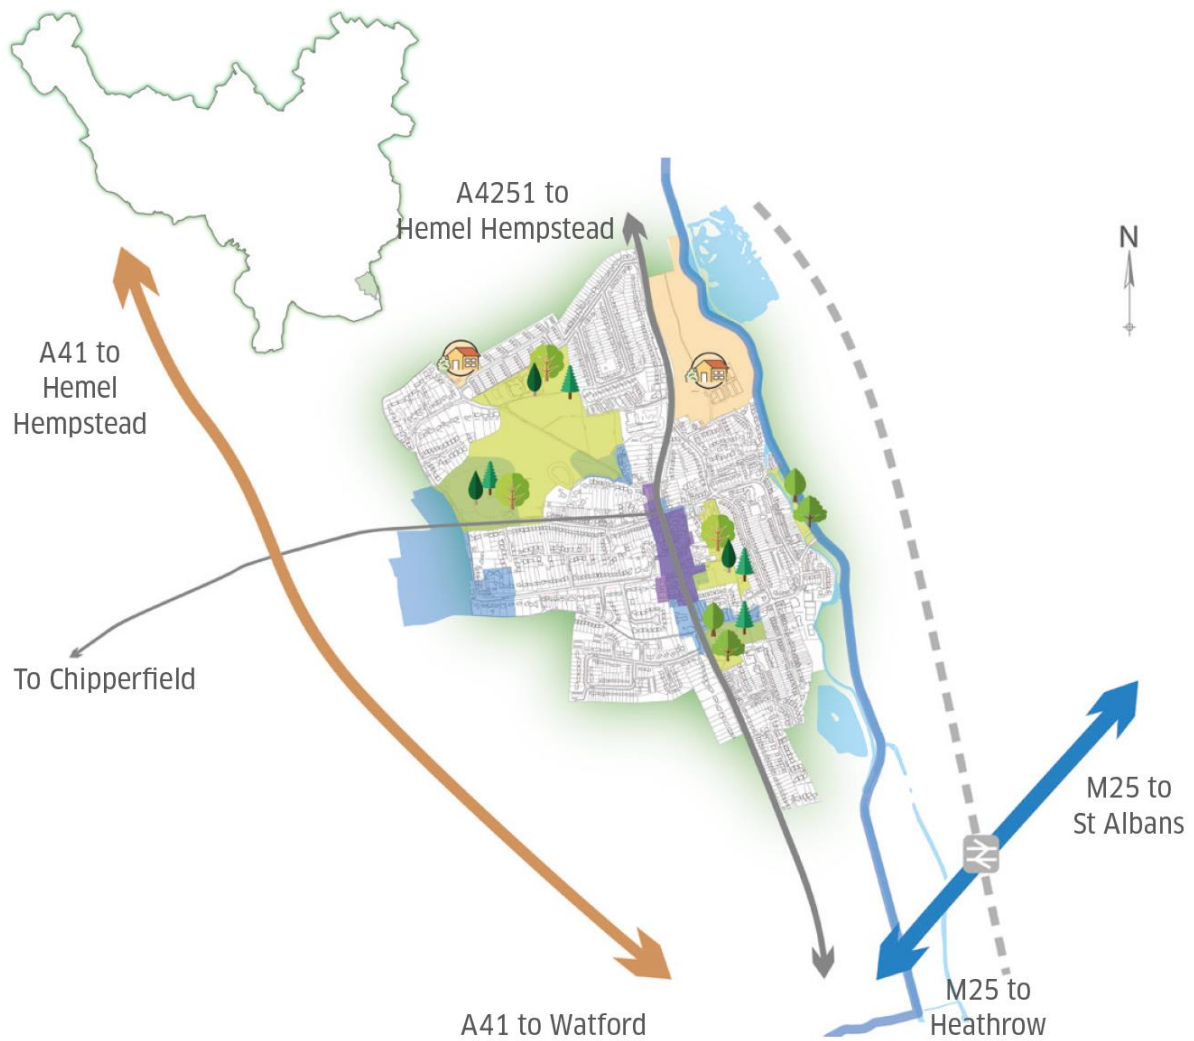 A4251 to
Hemel Hempstead
N
A41 to
Hemel
Hempstead
To Chipperfield
M25 to
St Albans
M25 to
Heathrow
A41 to Watford